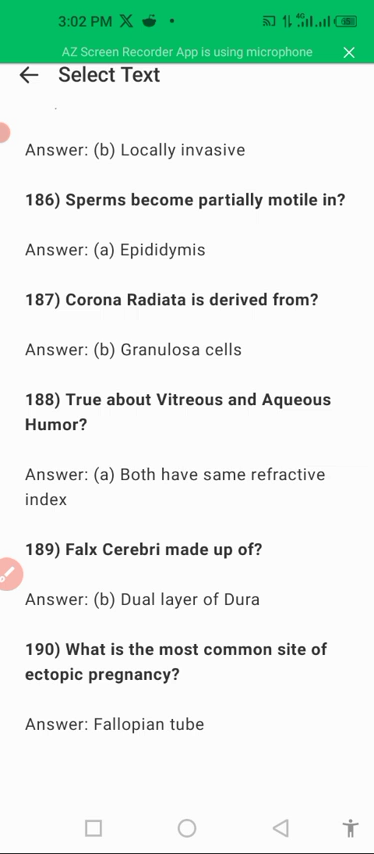 3:02 PM
AZ Screen Recorder App is using microphone
Select Text
Answer: (b) Locally invasive
186) Sperms become partially motile in?
Answer: (a) Epididymis
187) Corona Radiata is derived from?
Answer: (b) Granulosa cells
188) True about Vitreous and Aqueous
Humor?
Answer: (a) Both have same refractive
index
189) Falx Cerebri made up of?
Answer: (b) Dual layer of Dura
190) What is the most common site of
ectopic pregnancy?
Answer: Fallopian tube